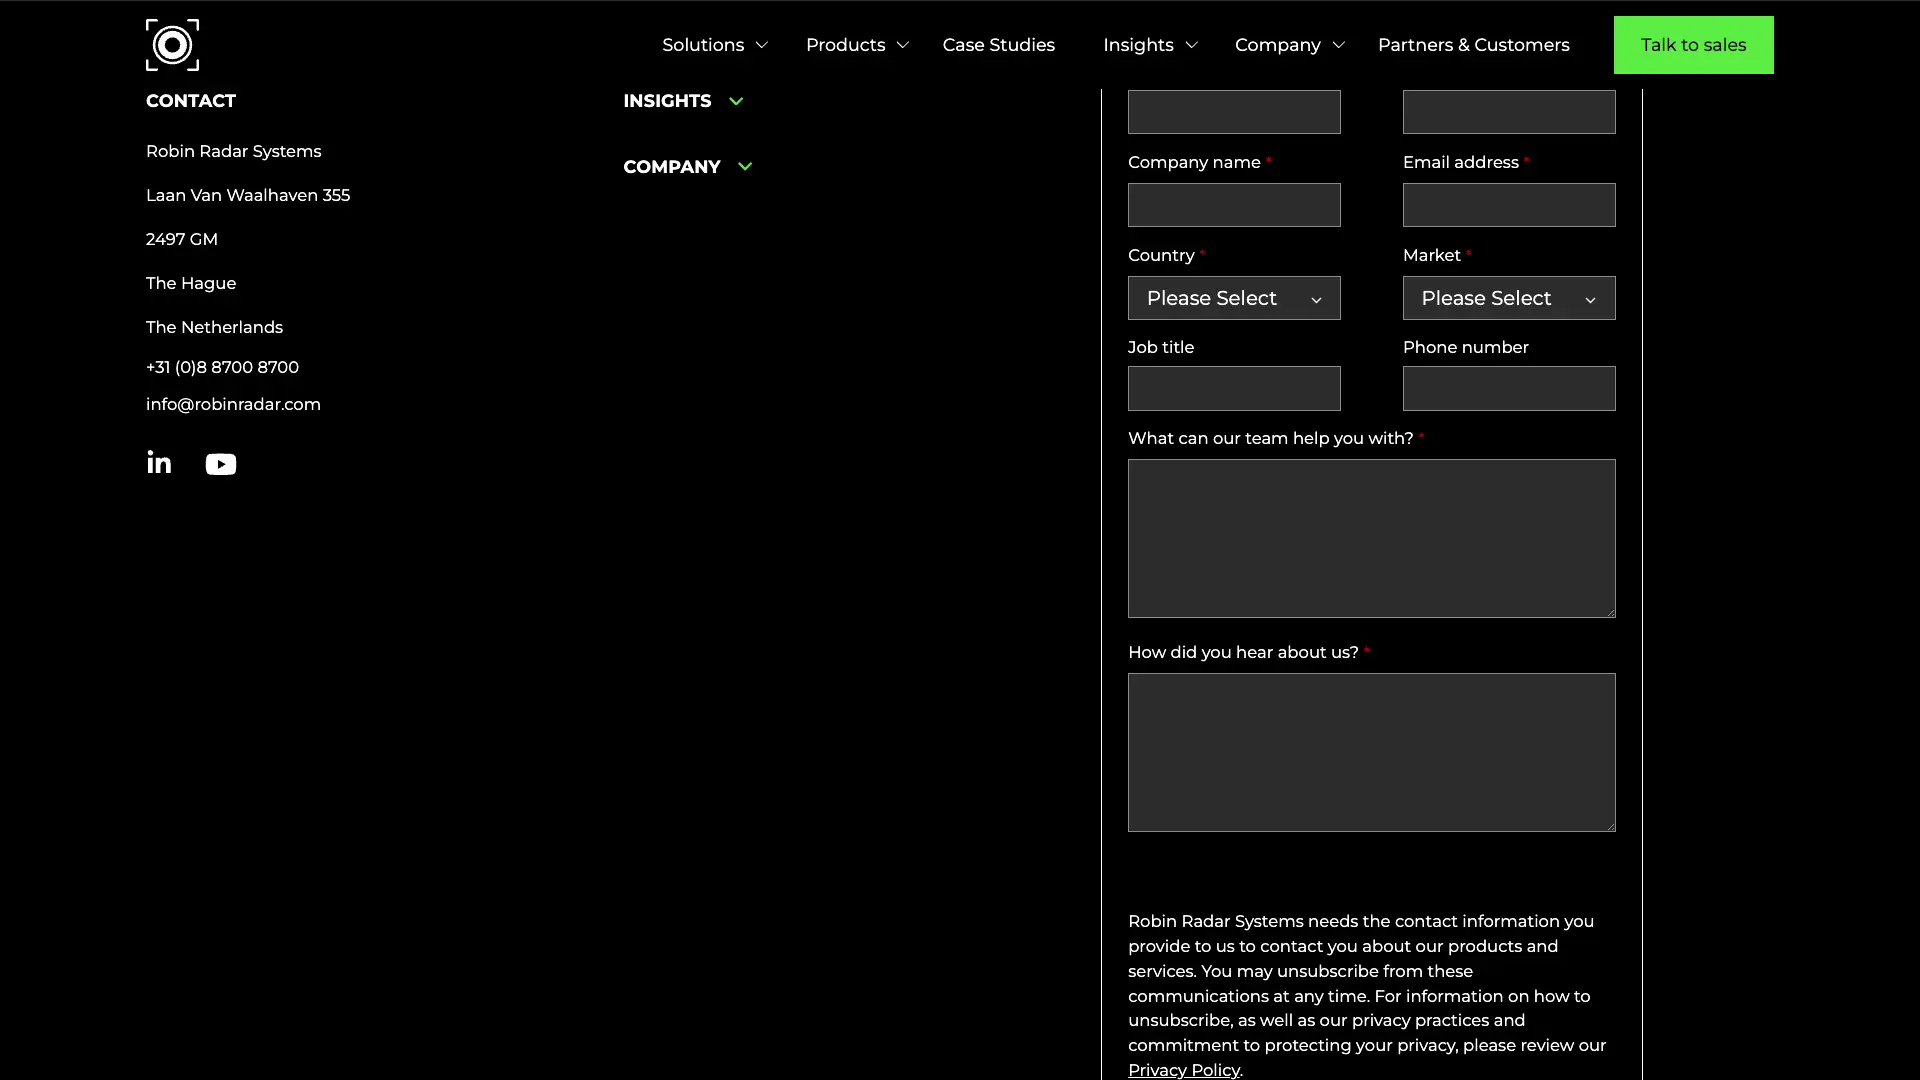 Solutions
Products
Case Studies
Insights
Company
Partners & Customers
Talk to sales
CONTACT
Robin Radar Systems
Laan Van Waalhaven 355
2497 GM
The Hague
The Netherlands
+31 (0)8 8700 8700
info@robinradar.com
in
INSIGHTS
COMPANY
Company name *
Email address *
Country *
Market *
Please Select
Please Select
Job title
Phone number
What can our team help you with? *
How did you hear about us? *
Robin Radar Systems needs the contact information you
provide to us to contact you about our products and
services. You may unsubscribe from these
communications at any time. For information on how to
unsubscribe, as well as our privacy practices and
commitment to protecting your privacy, please review our
Privacy Policy.